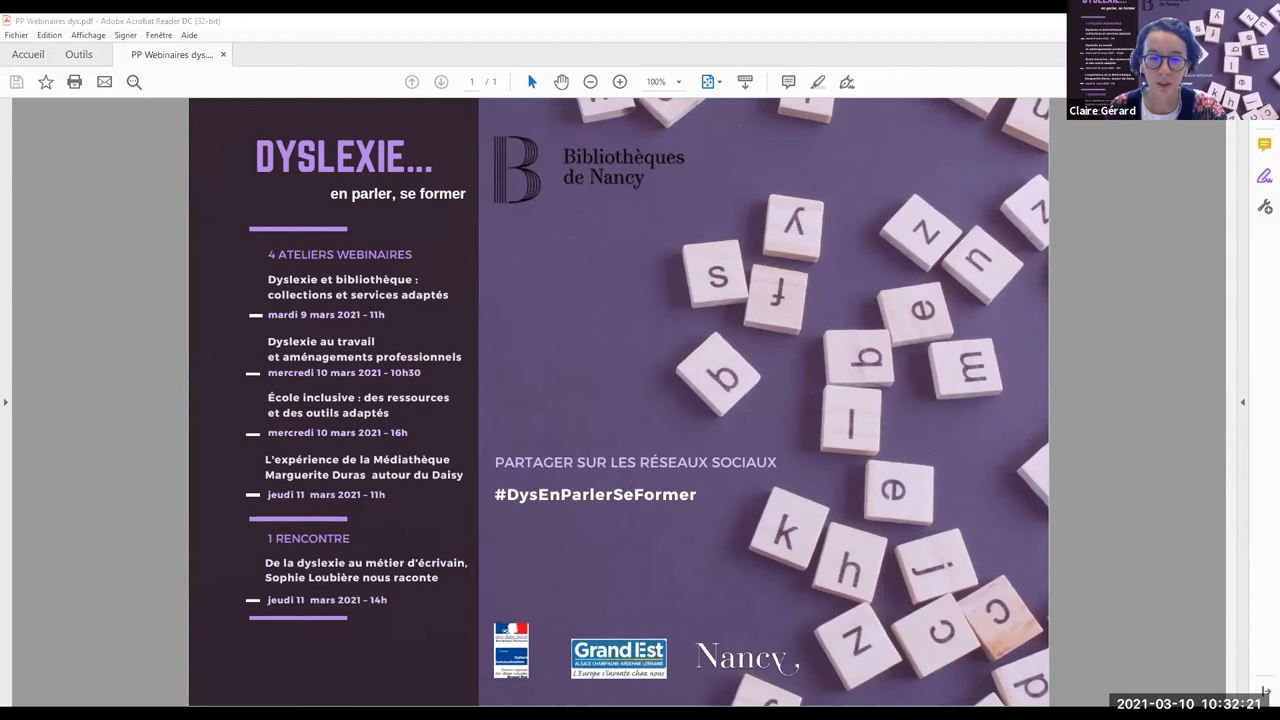 PP Webinaires dys.pdf - Adobe Acrobat Reader DC (32-bit)
Fichier Edition Affichage Signer Fenêtre Aide
Accueil Outils PP Webinaires dys... ×
1 / 1 100%
Claire Gérard
DYSLEXIE...
en parler, se former
4 ATELIERS WEBINAIRES
Dyslexie et bibliothèque :
collections et services adaptés
mardi 9 mars 2021 – 11h
Dyslexie au travail
et aménagements professionnels
mercredi 10 mars 2021 – 10h30
École inclusive : des ressources
et des outils adaptés
mercredi 10 mars 2021 – 16h
L'expérience de la Médiathèque
Marguerite Duras autour du Daisy
jeudi 11 mars 2021 – 11h
1 RENCONTRE
De la dyslexie au métier d'écrivain,
Sophie Loubière nous raconte
jeudi 11 mars 2021 – 14h
Bibliothèques
de Nancy
PARTAGER SUR LES RÉSEAUX SOCIAUX
#DysEnParlerSeFormer
Grand Est
ALSACE CHAMPAGNE-ARDENNE LORRAINE
L'Europe s'invente chez nous
Nancy
y
s
f
z
n
z
e
b
m
q
l
e
k
h
j
z
c
c
2021-03-10 10:32:21